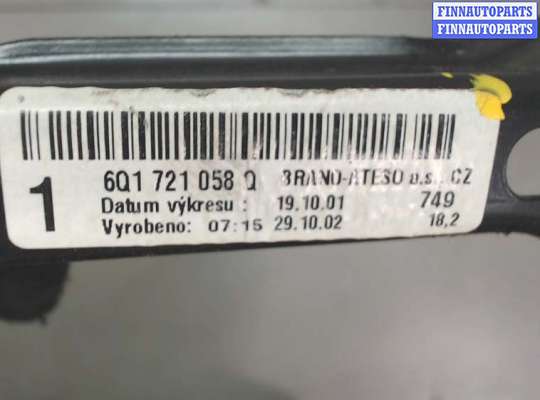 FINNAUTOPARTS
FINNAUTOPARTS
1
6Q1 721 058 Q BRANO-ATESO a.s. CZ
Datum výkresu : 19.10.01 749
Vyrobeno: 07:15 29.10.02 18,2